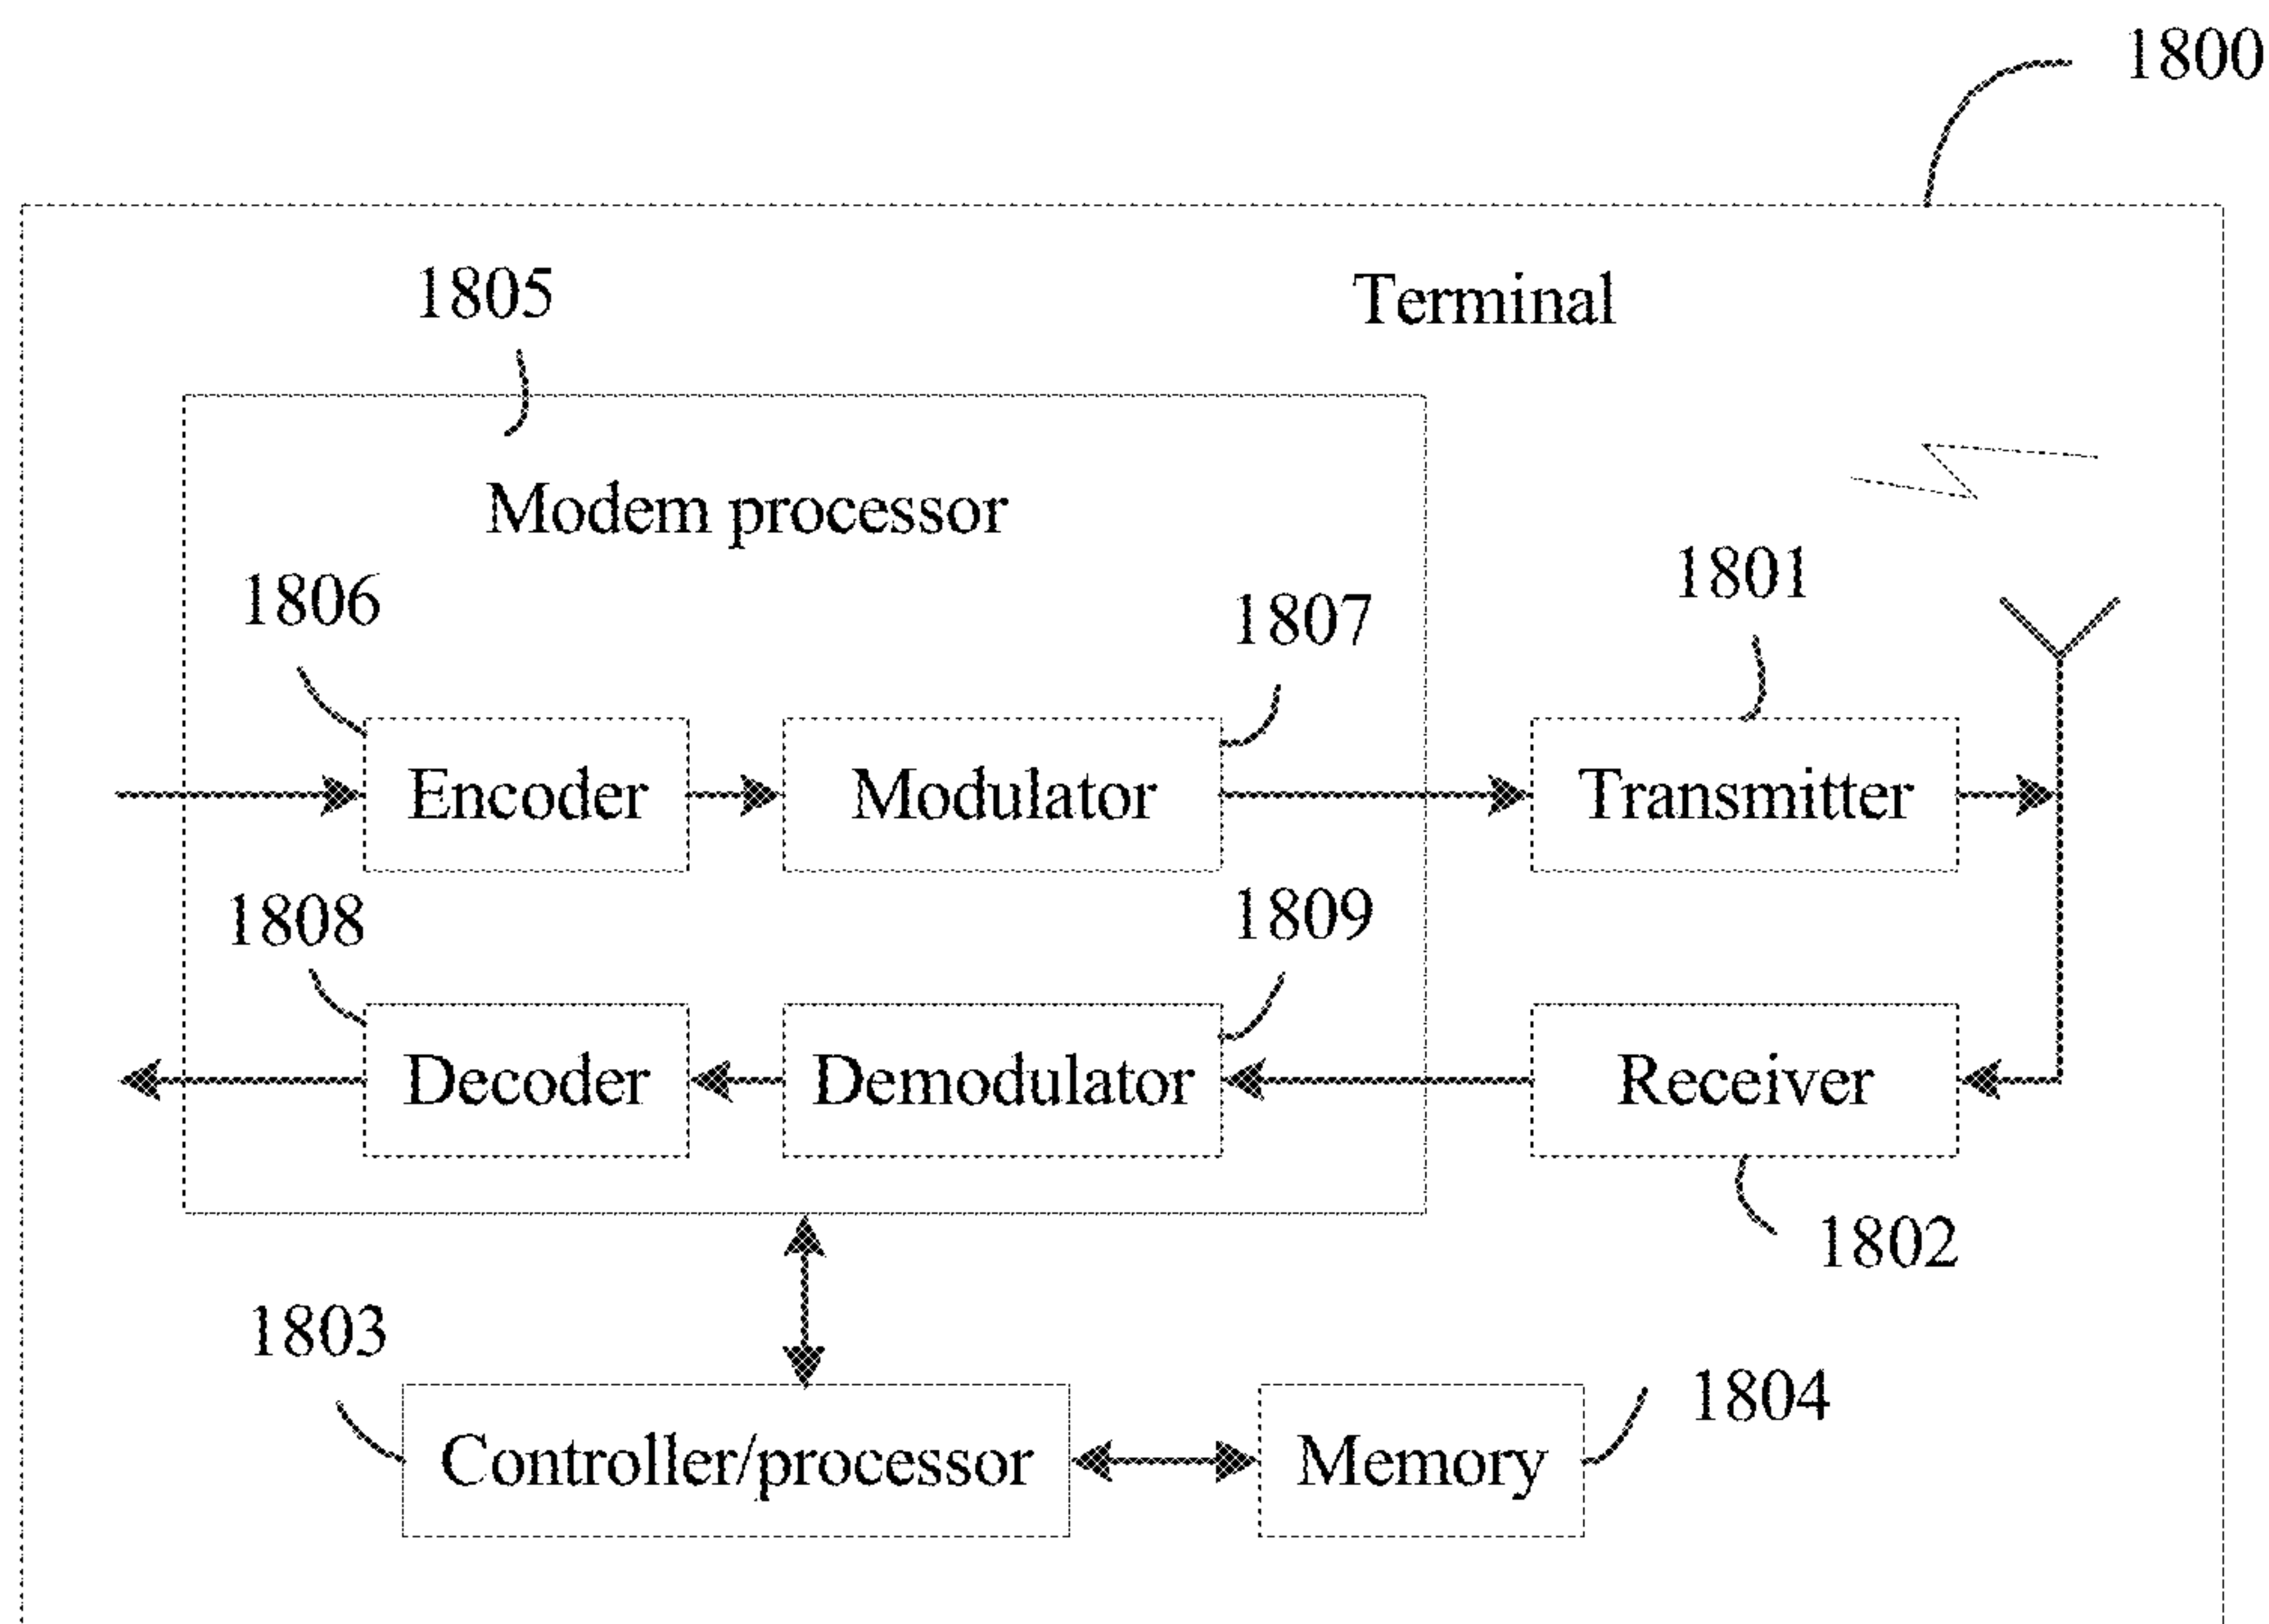 1800
1805
Terminal
Modem processor
1806
1807
1801
Encoder
Modulator
Transmitter
1808
1809
Decoder
Demodulator
Receiver
1802
1803
1804
Controller/processor
Memory